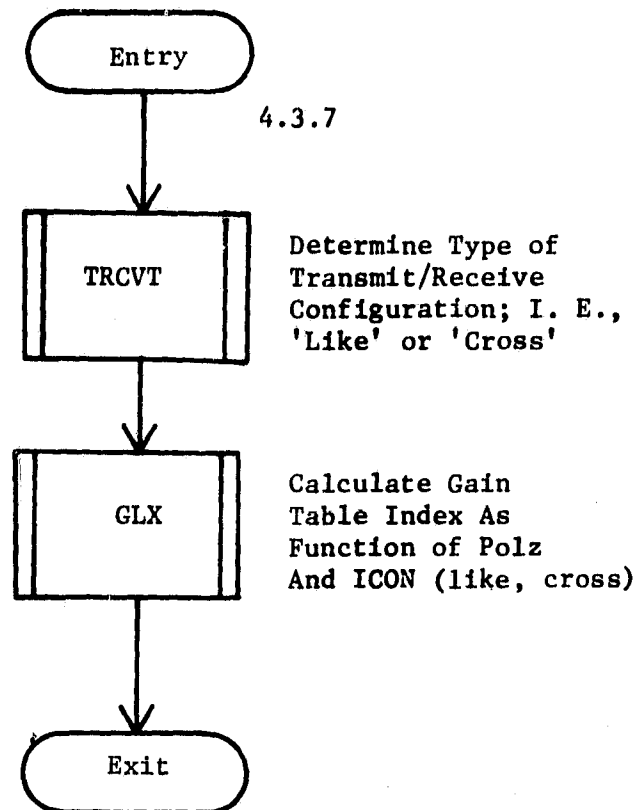 Entry
4.3.7
TRCVT
Determine Type of
Transmit/Receive
Configuration; I. E.,
'Like' or 'Cross'
GLX
Calculate Gain
Table Index As
Function of Polz
And ICON (like, cross)
Exit